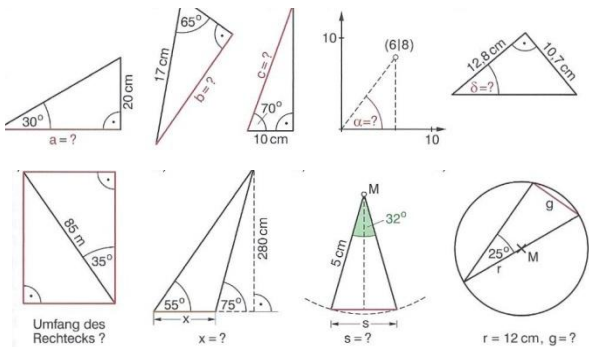 30°
20 cm
a = ?
65°
17 cm
b = ?
c = ?
70°
10 cm
10
(6|8)
α = ?
10
12,8 cm
10,7 cm
δ = ?
85 m
35°
Umfang des
Rechtecks ?
55°
75°
280 cm
x
x = ?
M
32°
5 cm
s
s = ?
g
25°
M
r
r = 12 cm, g = ?